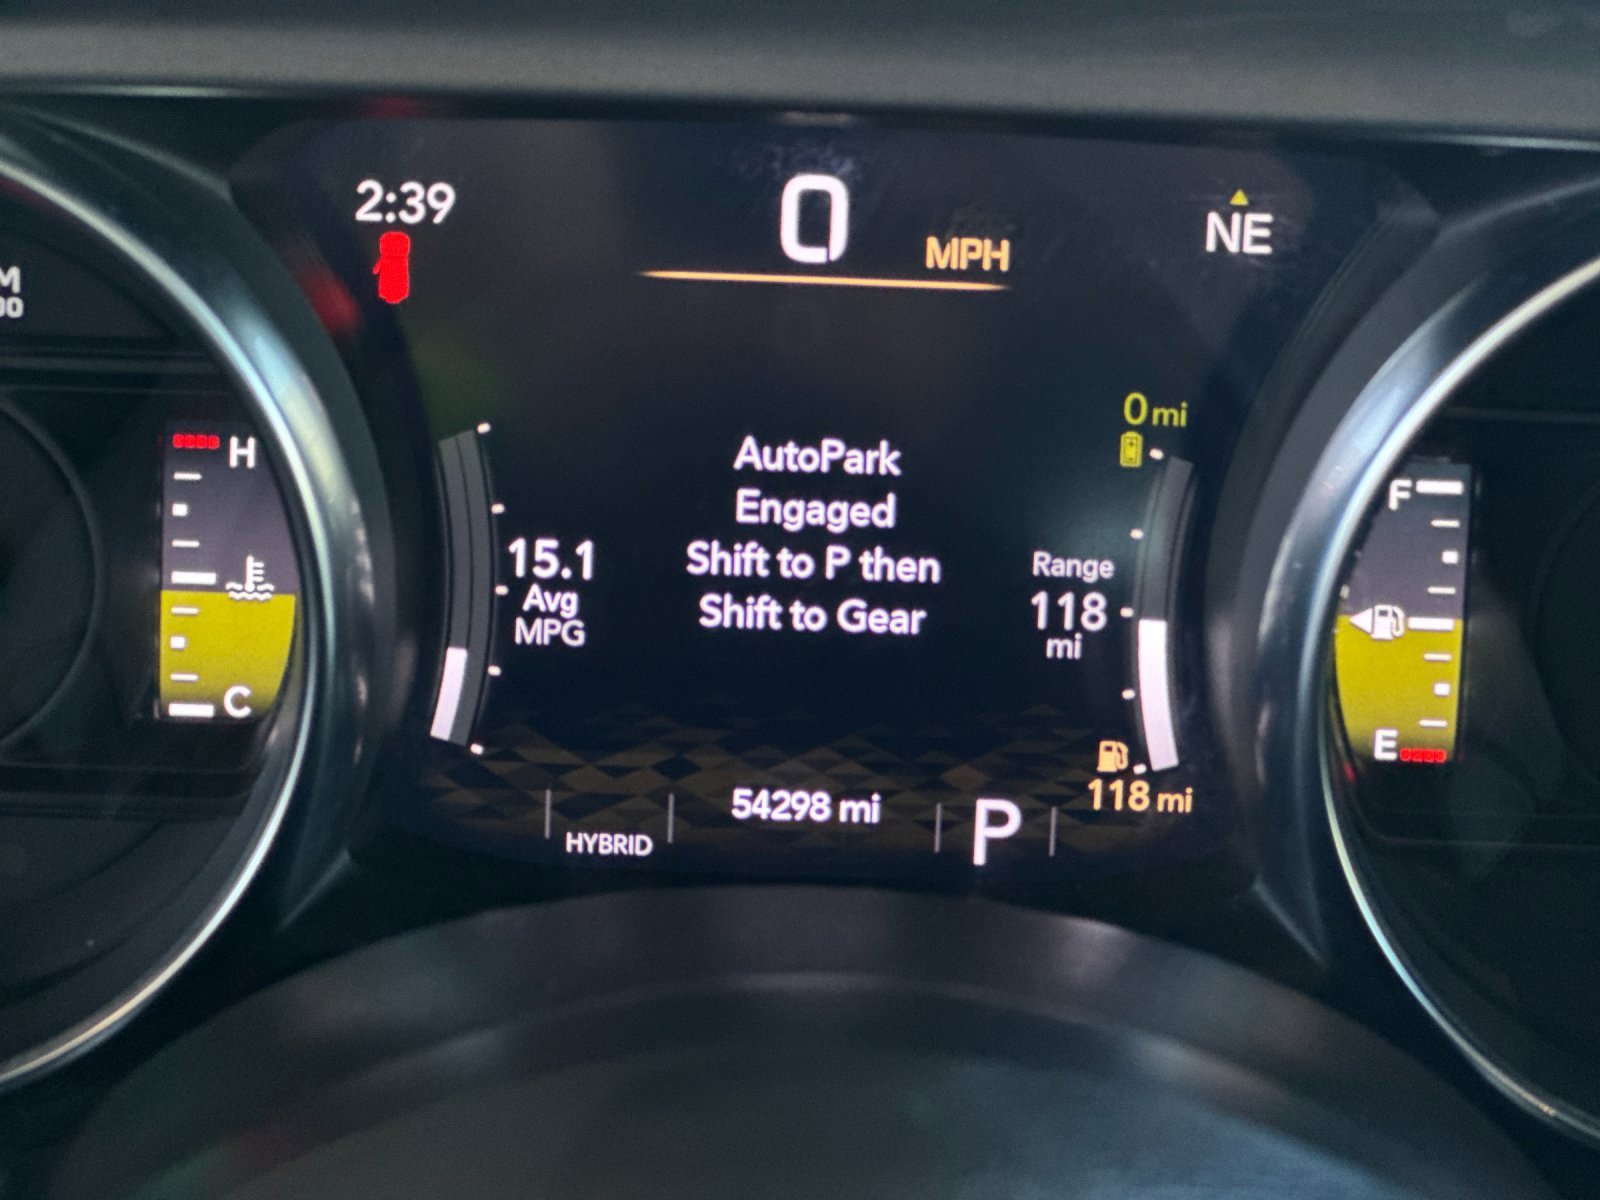 2:39
0 MPH
NE
M
00
H
C
15.1
Avg
MPG
AutoPark
Engaged
Shift to P then
Shift to Gear
0 mi
Range
118
mi
118 mi
F
E
HYBRID
54298 mi
P